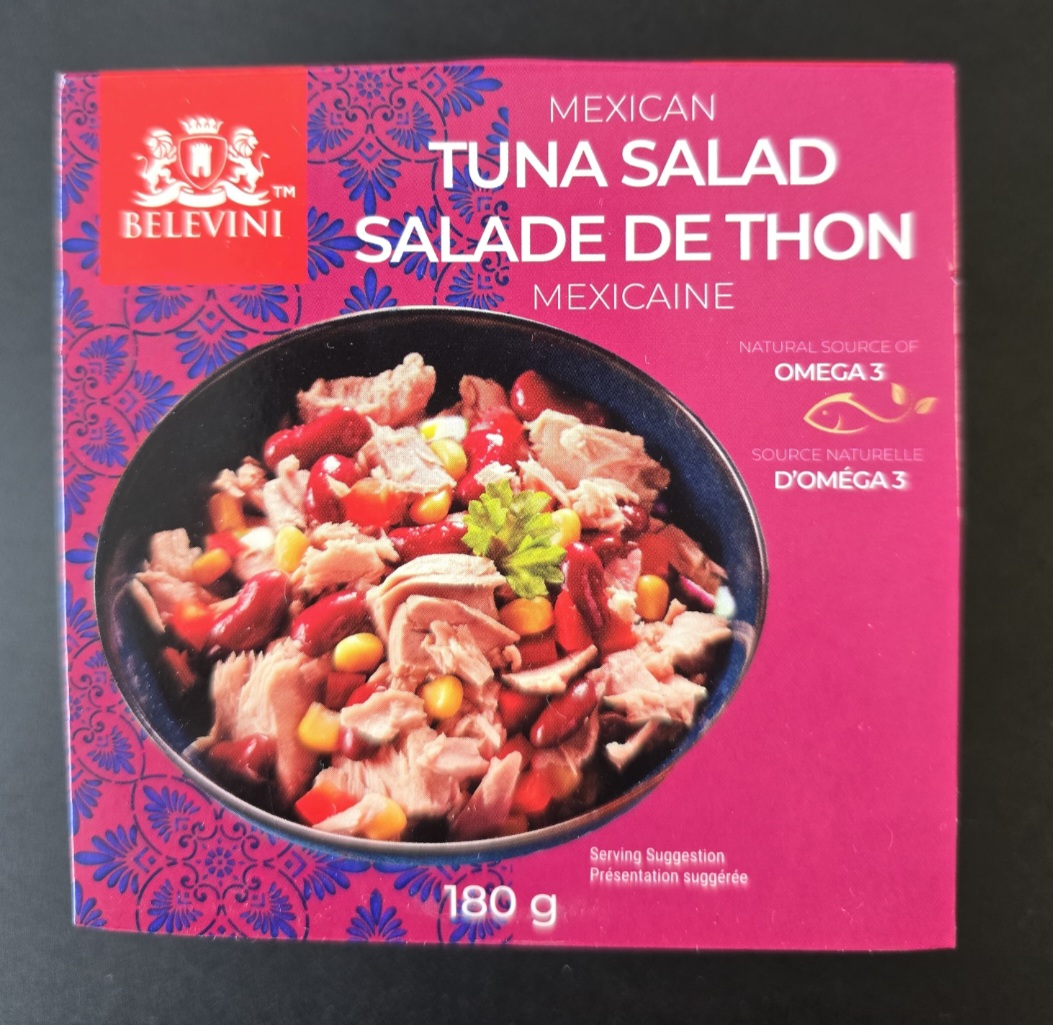 BELEVINI
TM
MEXICAN
TUNA SALAD
SALADE DE THON
MEXICAINE
NATURAL SOURCE OF
OMEGA 3
SOURCE NATURELLE
D'OMÉGA 3
Serving Suggestion
Présentation suggérée
180 g